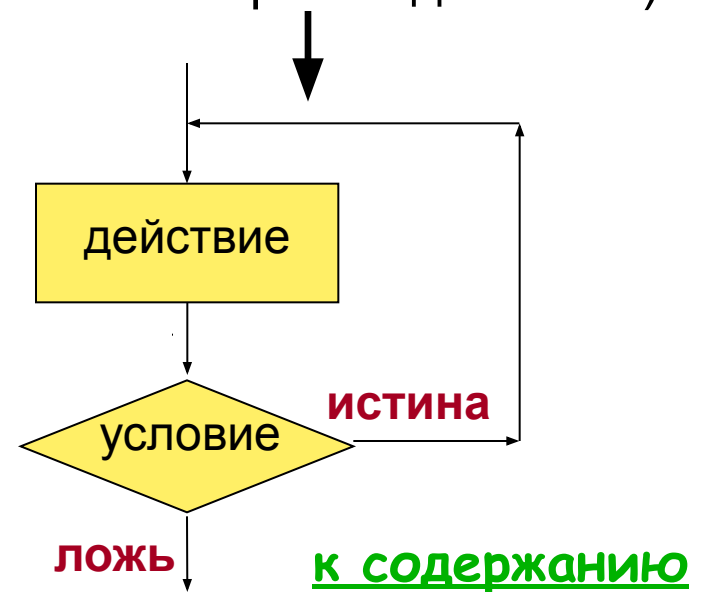 действие
условие
истина
ложь
к содержанию